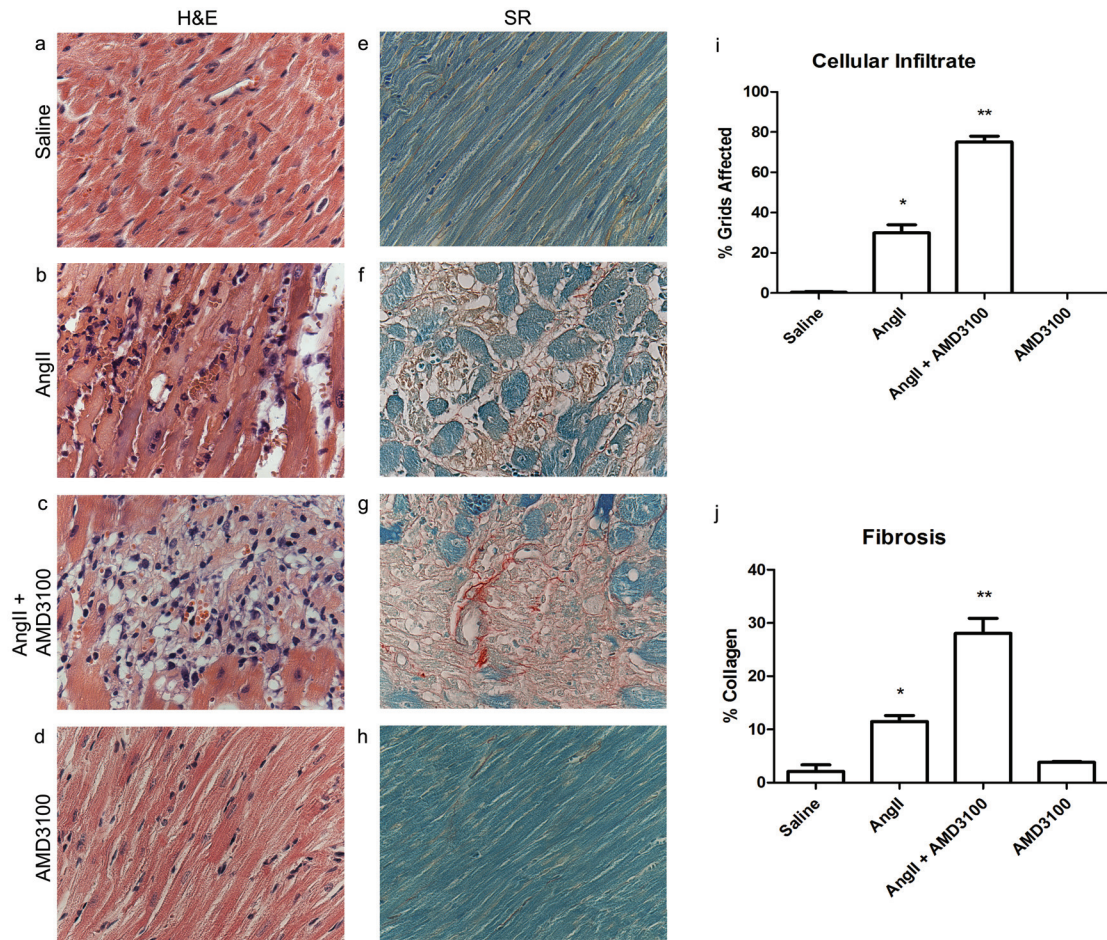 H&E
SR
a
Saline
e
b
AngII
f
c
AngII +
AMD3100
g
d
AMD3100
h
i
Cellular Infiltrate
% Grids Affected
100
80
60
40
20
0
*
**
Saline
AngII
AngII + AMD3100
AMD3100
j
Fibrosis
% Collagen
40
30
20
10
0
*
**
Saline
AngII
AngII + AMD3100
AMD3100